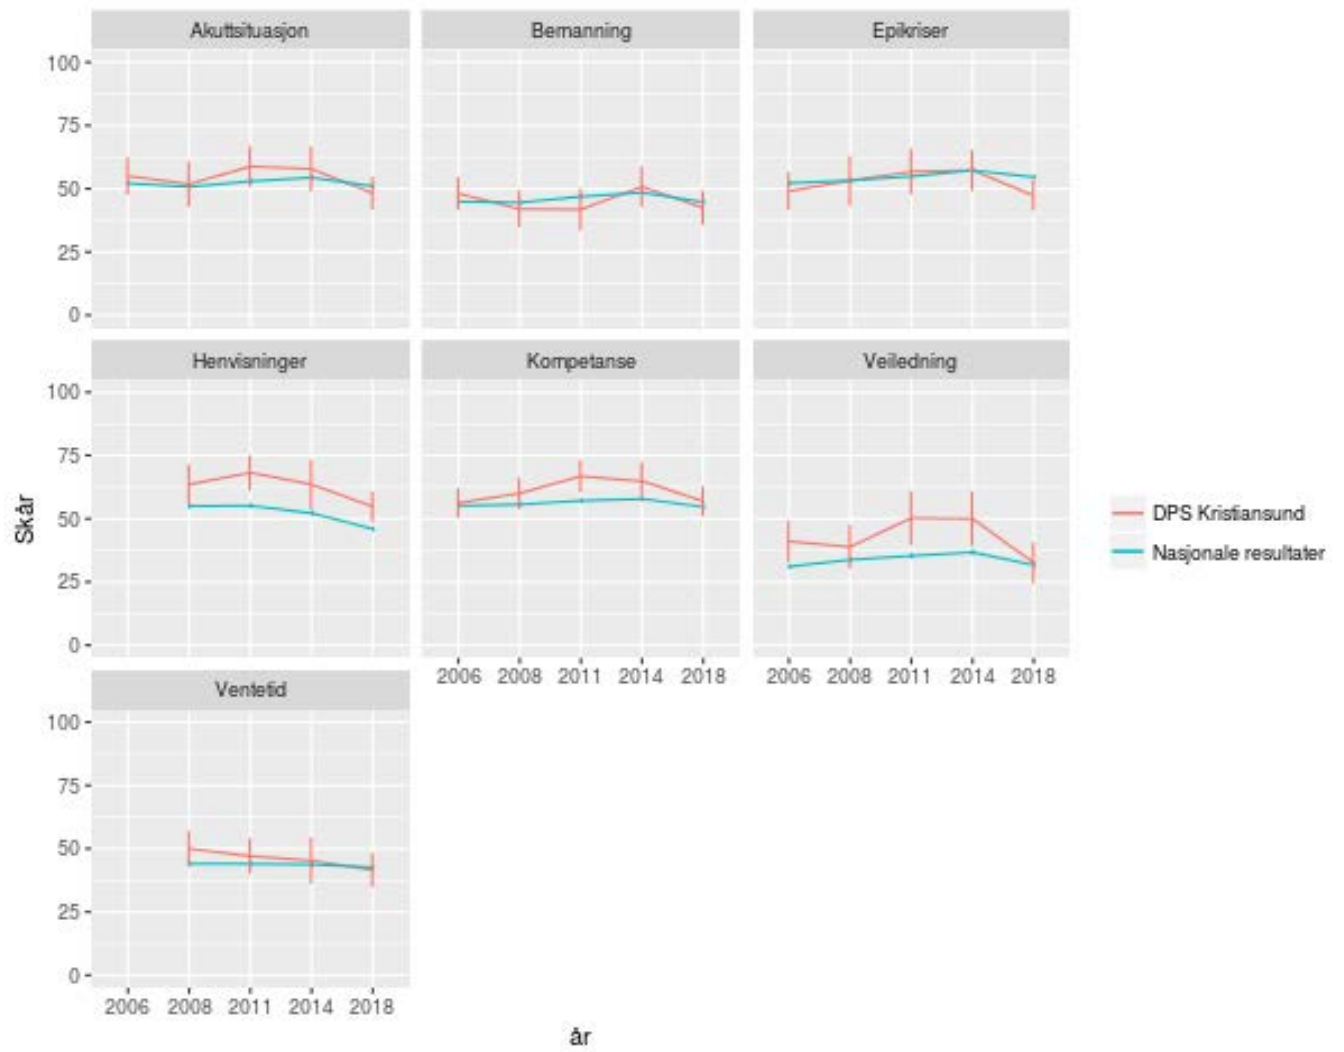 Akuttsituasjon
Bemanning
Epikriser
100
75
50
25
0
Henvisninger
Kompetanse
Veiledning
100
75
50
25
0
Skår
DPS Kristiansund
Nasjonale resultater
2006 2008 2011 2014 2018
2006 2008 2011 2014 2018
Ventetid
100
75
50
25
0
2006 2008 2011 2014 2018
år